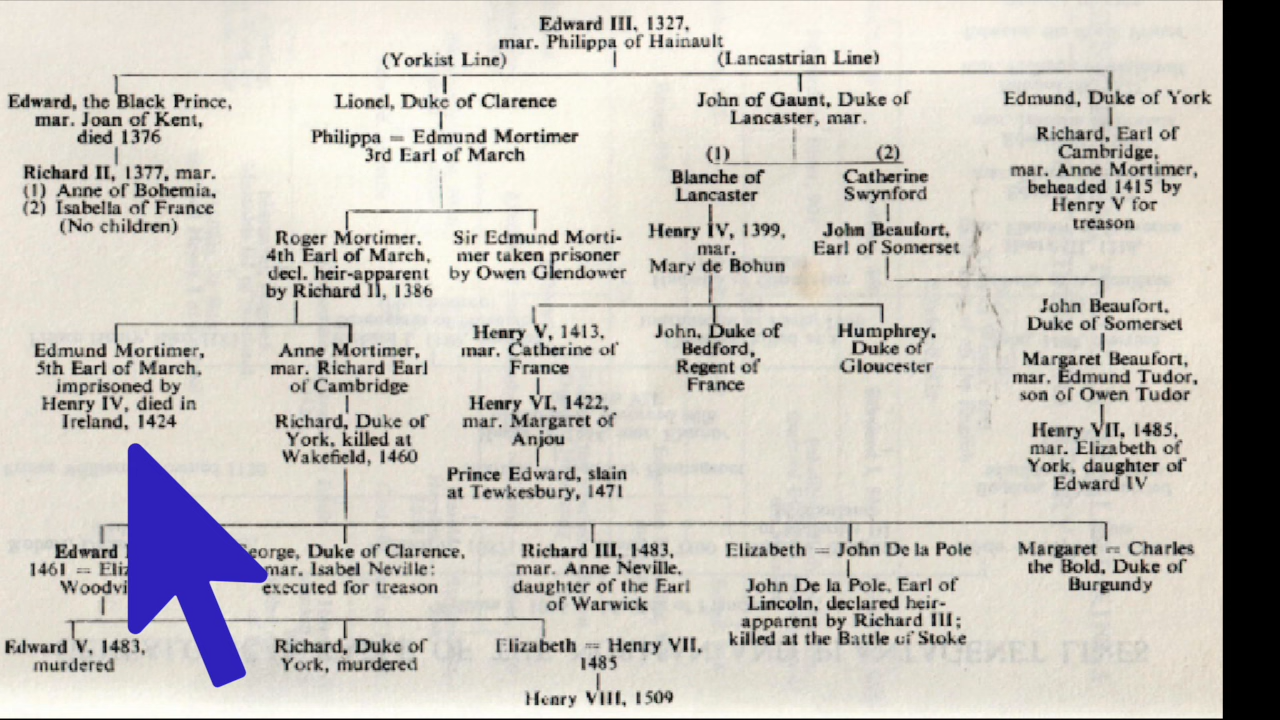 Edward III, 1327,
mar. Philippa of Hainault
(Yorkist Line)
(Lancastrian Line)
Edward, the Black Prince,
mar. Joan of Kent,
died 1376
Richard II, 1377, mar.
(1) Anne of Bohemia,
(2) Isabella of France
(No children)
Lionel, Duke of Clarence
Philippa = Edmund Mortimer
3rd Earl of March
John of Gaunt, Duke of
Lancaster, mar.
(1)
(2)
Blanche of
Lancaster
Catherine
Swynford
Edmund, Duke of York
Richard, Earl of
Cambridge,
mar. Anne Mortimer,
beheaded 1415 by
Henry V for
treason
Roger Mortimer,
4th Earl of March,
decl. heir-apparent
by Richard II, 1386
Sir Edmund Morti-
mer taken prisoner
by Owen Glendower
Henry IV, 1399,
mar.
Mary de Bohun
John Beaufort,
Earl of Somerset
Edmund Mortimer,
5th Earl of March,
imprisoned by
Henry IV, died in
Ireland, 1424
Anne Mortimer,
mar. Richard Earl
of Cambridge
Richard, Duke of
York, killed at
Wakefield, 1460
Henry V, 1413,
mar. Catherine of
France
Henry VI, 1422,
mar. Margaret of
Anjou
Prince Edward, slain
at Tewkesbury, 1471
John, Duke of
Bedford,
Regent of
France
Humphrey,
Duke of
Gloucester
John Beaufort,
Duke of Somerset
Margaret Beaufort,
mar. Edmund Tudor,
son of Owen Tudor
Henry VII, 1485,
mar. Elizabeth of
York, daughter of
Edward IV
Edward
1461 =
George, Duke of Clarence,
mar. Isabel Neville:
executed for treason
Richard III, 1483,
mar. Anne Neville,
daughter of the Earl
of Warwick
Elizabeth = John De la Pole
John De la Pole, Earl of
Lincoln, declared heir-
apparent by Richard III;
killed at the Battle of Stoke
Margaret = Charles
the Bold, Duke of
Burgundy
Edward V, 1483,
murdered
Richard, Duke of
York, murdered
Elizabeth = Henry VII,
1485
Henry VIII, 1509